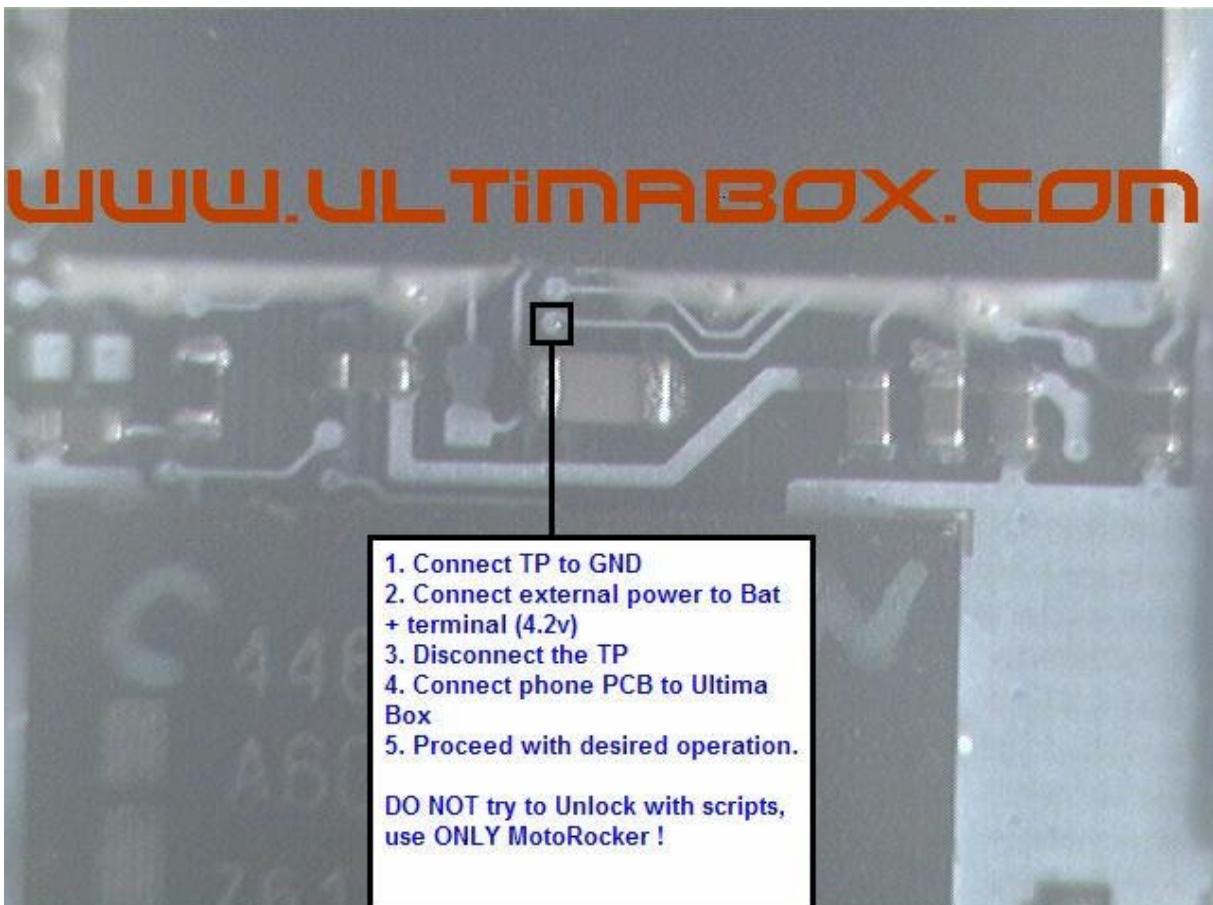 www.ULTimABOX.com
1. Connect TP to GND
2. Connect external power to Bat
+ terminal (4.2v)
3. Disconnect the TP
4. Connect phone PCB to Ultima
Box
5. Proceed with desired operation.
DO NOT try to Unlock with scripts,
use ONLY MotoRocker !